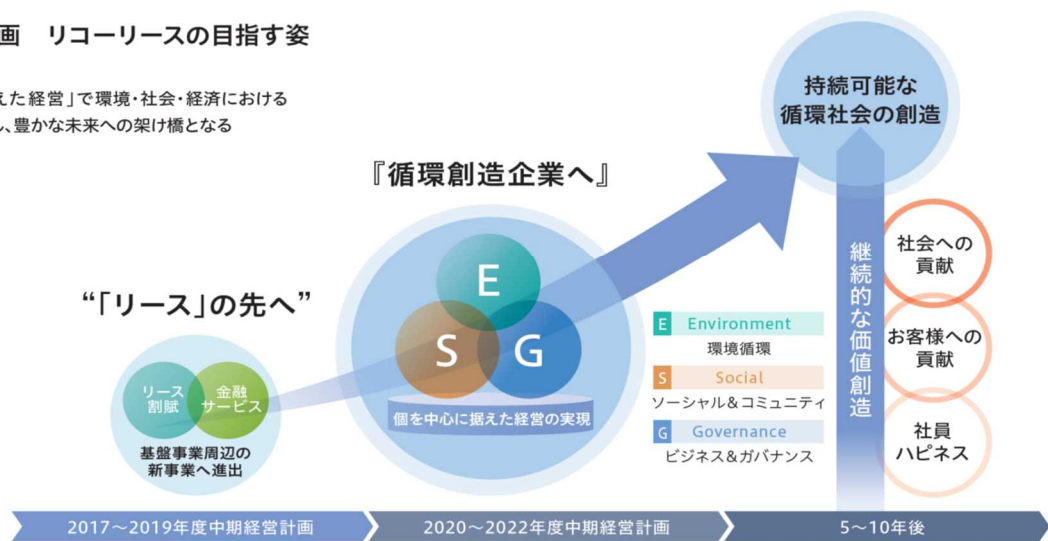 画 リコーリースの目指す姿
えた経営」で環境・社会・経済における
し、豊かな未来への架け橋となる
『循環創造企業へ』
持続可能な
循環社会の創造
“「リース」の先へ”
リース
割賦
金融
サービス
基盤事業周辺の
新事業へ進出
E
S
G
個を中心に据えた経営の実現
E Environment
環境循環
S Social
ソーシャル&コミュニティ
G Governance
ビジネス&ガバナンス
継続的な価値創造
社会への
貢献
お客様への
貢献
社員
ハピネス
2017~2019年度中期経営計画
2020~2022年度中期経営計画
5~10年後